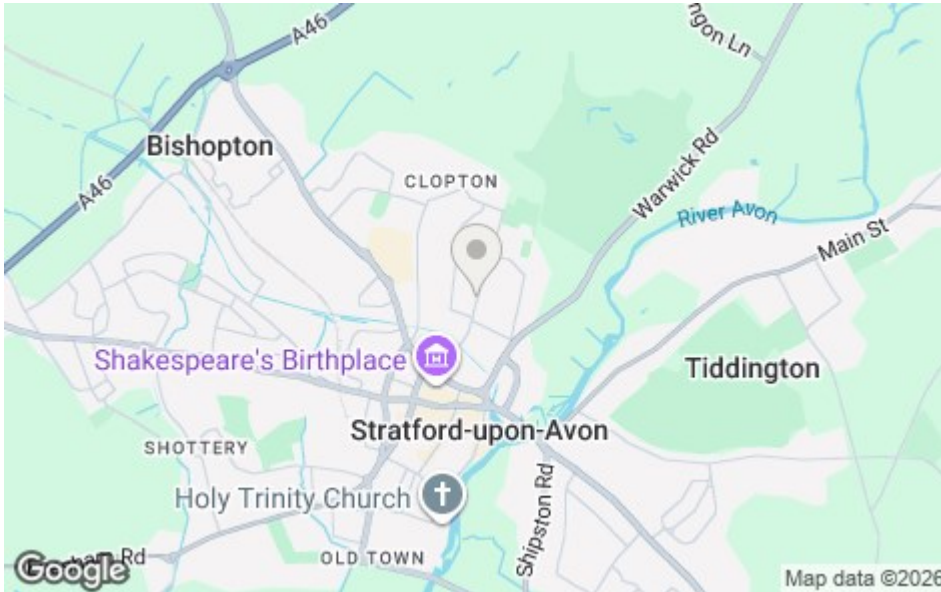 A46
ngon Ln
Bishopton
Warwick Rd
CLOPTON
A46
River Avon
Main St
Shakespeare's Birthplace
Tiddington
Stratford-upon-Avon
SHOTTERY
Holy Trinity Church
Shipston Rd
OLD TOWN
Rd
Google
Map data ©2026